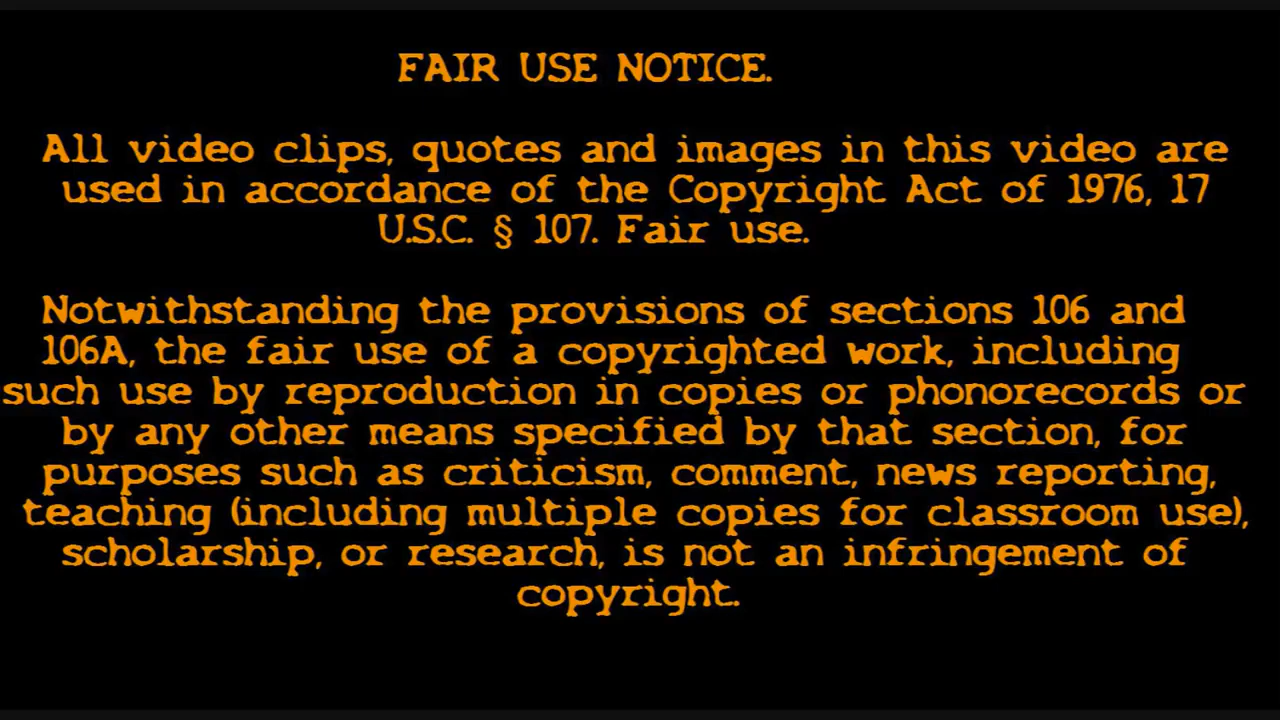 FAIR USE NOTICE.
All video clips, quotes and images in this video are
used in accordance of the Copyright Act of 1976, 17
U.S.C. § 107. Fair use.
Notwithstanding the provisions of sections 106 and
106A, the fair use of a copyrighted work, including
such use by reproduction in copies or phonorecords or
by any other means specified by that section, for
purposes such as criticism, comment, news reporting,
teaching (including multiple copies for classroom use),
scholarship, or research, is not an infringement of
copyright.